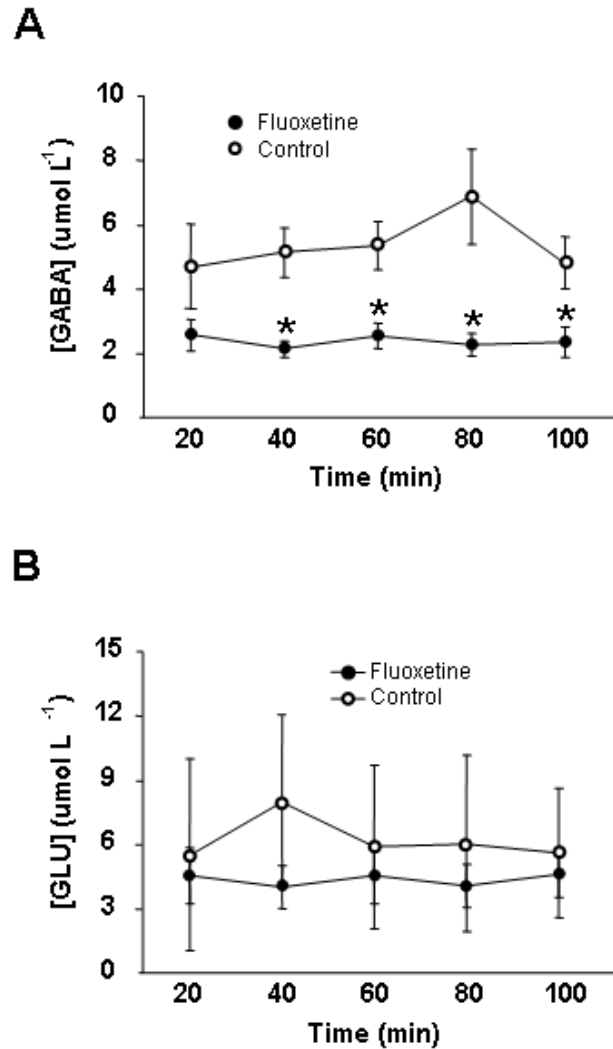 A
10
8
6
4
2
0
[GABA] (umol L-1)
Fluoxetine
Control
*
*
*
*
20 40 60 80 100
Time (min)
B
15
12
9
6
3
0
[GLU] (umol L -1)
Fluoxetine
Control
20 40 60 80 100
Time (min)